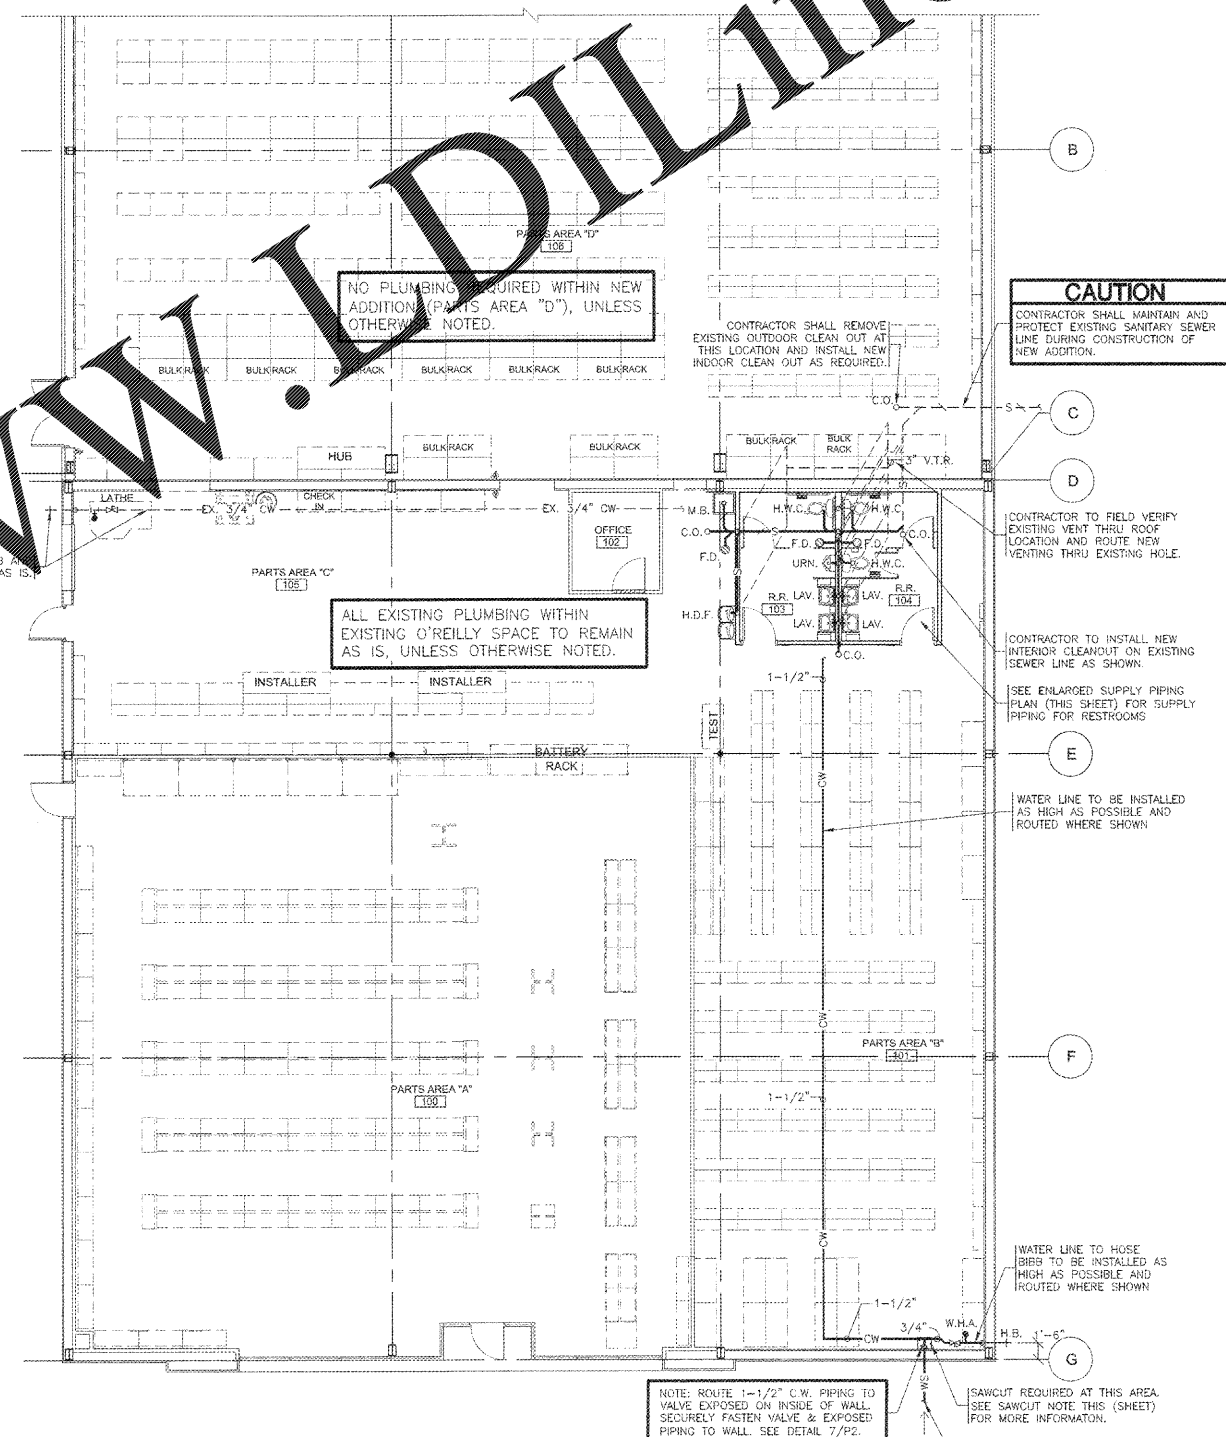 WW.LDILin
B
PARTS AREA "D"
106
NO PLUMBING REQUIRED WITHIN NEW
ADDITION (PARTS AREA "D"), UNLESS
OTHERWISE NOTED.
CONTRACTOR SHALL REMOVE
EXISTING OUTDOOR CLEAN OUT AT
THIS LOCATION AND INSTALL NEW
INDOOR CLEAN OUT AS REQUIRED.
CAUTION
CONTRACTOR SHALL MAINTAIN AND
PROTECT EXISTING SANITARY SEWER
LINE DURING CONSTRUCTION OF
NEW ADDITION.
BULK RACK
BULK RACK
BULK RACK
BULK RACK
BULK RACK
BULK RACK
C.O.
S
C
HUB
BULK RACK
BULK RACK
BULK RACK
BULK
RACK
3" V.T.R.
D
LATHE
CHECK
IN
EX. 3/4" CW
EX. 3/4" CW
OFFICE
102
M.B.
H.W.C.
H.W.C.
C.O.
S
C.O.
F.D.
F.D.
F.D.
URN.
H.W.C.
S
S
CONTRACTOR TO FIELD VERIFY
EXISTING VENT THRU ROOF
LOCATION AND ROUTE NEW
VENTING THRU EXISTING HOLE.
AS IS.
PARTS AREA "C"
105
R.R.
103
LAV.
LAV.
R.R.
104
H.D.F.
LAV.
LAV.
ALL EXISTING PLUMBING WITHIN
EXISTING O'REILLY SPACE TO REMAIN
AS IS, UNLESS OTHERWISE NOTED.
C.O.
CONTRACTOR TO INSTALL NEW
INTERIOR CLEANOUT ON EXISTING
SEWER LINE AS SHOWN.
1-1/2"
INSTALLER
INSTALLER
SEE ENLARGED SUPPLY PIPING
PLAN (THIS SHEET) FOR SUPPLY
PIPING FOR RESTROOMS
TEST
BATTERY
RACK
E
CW
WATER LINE TO BE INSTALLED
AS HIGH AS POSSIBLE AND
ROUTED WHERE SHOWN
CW
PARTS AREA "B"
101
F
PARTS AREA "A"
100
1-1/2"
CW
WATER LINE TO HOSE
BIBB TO BE INSTALLED AS
HIGH AS POSSIBLE AND
ROUTED WHERE SHOWN
1-1/2"
3/4"
W.H.A.
CW
H.B.
1'-6"
G
WS
NOTE: ROUTE 1-1/2" C.W. PIPING TO
VALVE EXPOSED ON INSIDE OF WALL.
SECURELY FASTEN VALVE & EXPOSED
PIPING TO WALL. SEE DETAIL 7/P2.
SAWCUT REQUIRED AT THIS AREA.
SEE SAWCUT NOTE THIS (SHEET)
FOR MORE INFORMATON.